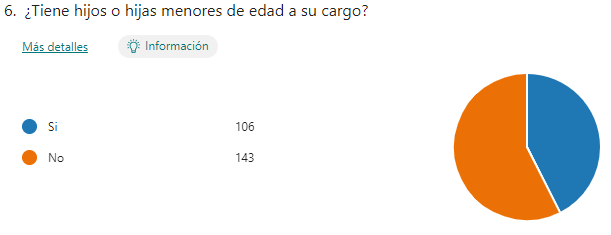 6. ¿Tiene hijos o hijas menores de edad a su cargo?
Más detalles
Información
Si 106
No 143